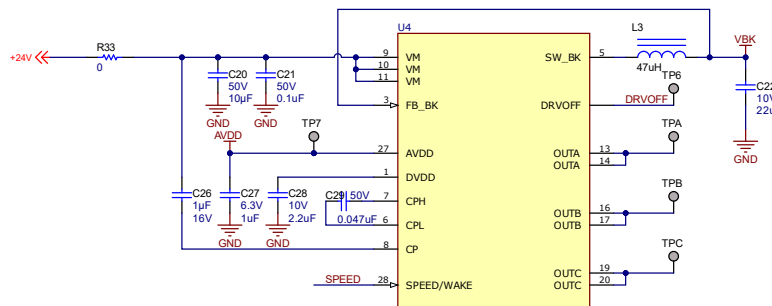 U4
L3
VBK
+24V
R33
0
9
VM
10
VM
11
VM
SW_BK
5
47uH
C20
50V
10µF
GND
C21
50V
0.1uF
GND
3
FB_BK
DRVOFF
DRVOFF
TP6
C22
10V
22u
GND
AVDD
TP7
27
AVDD
OUTA
13
OUTA
14
TPA
1
DVDD
C26
1µF
16V
C27
6.3V
1uF
GND
C28
10V
2.2uF
GND
C29
50V
0.047uF
7
CPH
6
CPL
8
CP
OUTB
16
OUTB
17
TPB
SPEED
28
SPEED/WAKE
OUTC
19
OUTC
20
TPC